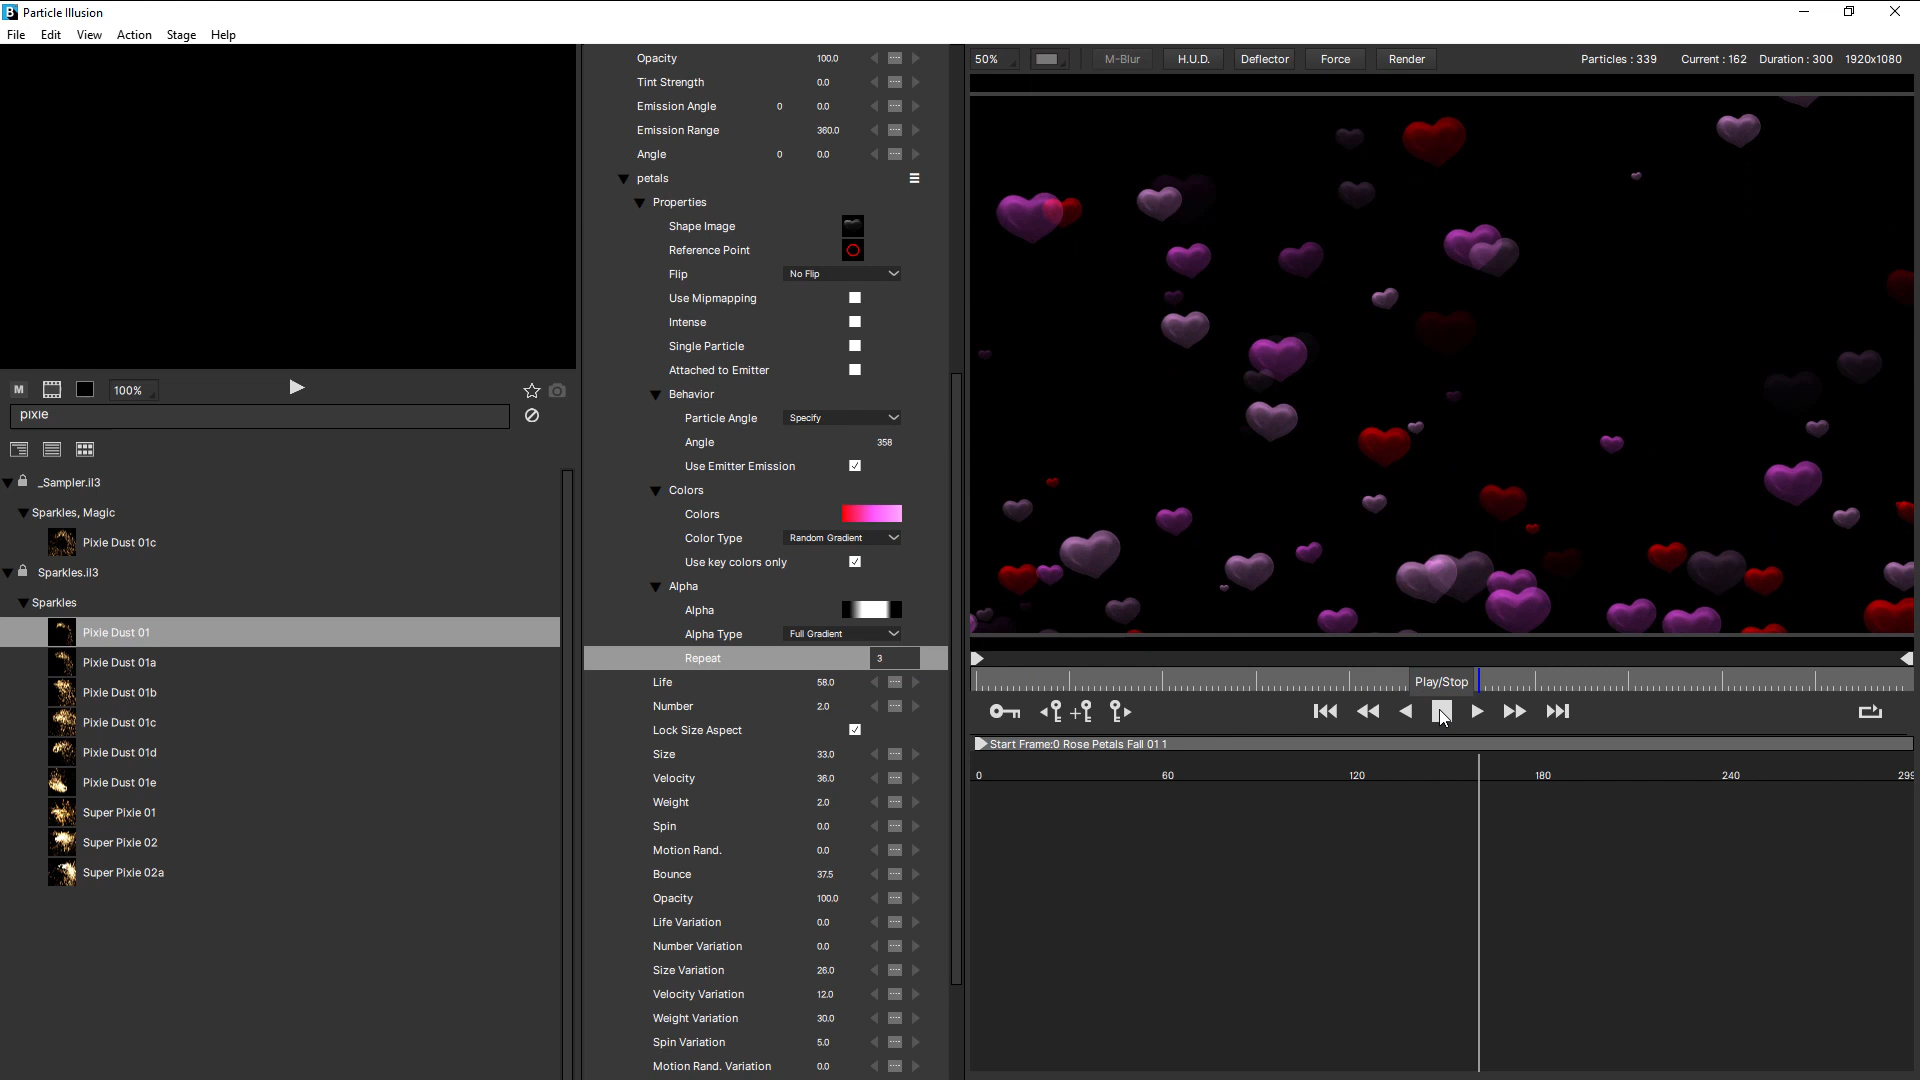 Particle Illusion
File Edit View Action Stage Help
M 100%
pixie
_Sampler.il3
Sparkles, Magic
Pixie Dust 01c
Sparkles.il3
Sparkles
Pixie Dust 01
Pixie Dust 01a
Pixie Dust 01b
Pixie Dust 01c
Pixie Dust 01d
Pixie Dust 01e
Super Pixie 01
Super Pixie 02
Super Pixie 02a
Opacity 100.0
Tint Strength 0.0
Emission Angle 0 0.0
Emission Range 360.0
Angle 0 0.0
petals
Properties
Shape Image
Reference Point
Flip No Flip
Use Mipmapping
Intense
Single Particle
Attached to Emitter
Behavior
Particle Angle Specify
Angle 358
Use Emitter Emission
Colors
Colors
Color Type Random Gradient
Use key colors only
Alpha
Alpha
Alpha Type Full Gradient
Repeat 3
Life 58.0
Number 2.0
Lock Size Aspect
Size 33.0
Velocity 36.0
Weight 2.0
Spin 0.0
Motion Rand. 0.0
Bounce 37.5
Opacity 100.0
Life Variation 0.0
Number Variation 0.0
Size Variation 26.0
Velocity Variation 12.0
Weight Variation 30.0
Spin Variation 5.0
Motion Rand. Variation 0.0
50% M-Blur H.U.D. Deflector Force Render Particles : 339 Current : 162 Duration : 300 1920x1080
Play/Stop
Start Frame:0 Rose Petals Fall 01 1
0 60 120 180 240 299